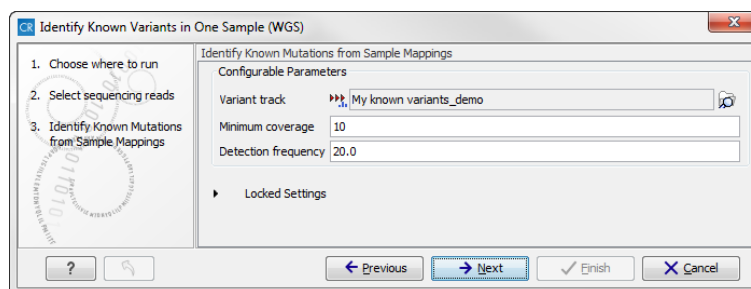 CR Identify Known Variants in One Sample (WGS)
X
1. Choose where to run
2. Select sequencing reads
3. Identify Known Mutations
from Sample Mappings
Identify Known Mutations from Sample Mappings
Configurable Parameters
Variant track My known variants_demo
Minimum coverage 10
Detection frequency 20.0
Locked Settings
? Previous Next Finish Cancel